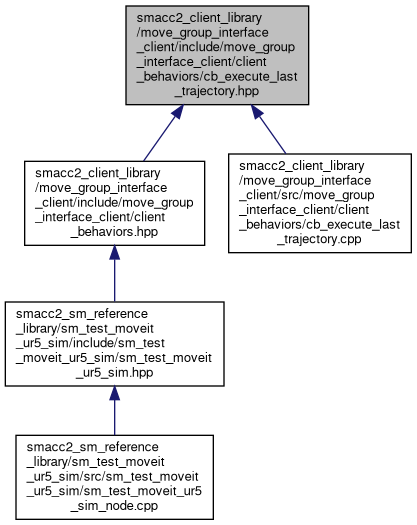 smacc2_client_library
/move_group_interface
_client/include/move_group
_interface_client/client
_behaviors/cb_execute_last
_trajectory.hpp
smacc2_client_library
/move_group_interface
_client/include/move_group
_interface_client/client
_behaviors.hpp
smacc2_client_library
/move_group_interface
_client/src/move_group
_interface_client/client
_behaviors/cb_execute_last
_trajectory.cpp
smacc2_sm_reference
_library/sm_test_moveit
_ur5_sim/include/sm_test
_moveit_ur5_sim/sm_test_moveit
_ur5_sim.hpp
smacc2_sm_reference
_library/sm_test_moveit
_ur5_sim/src/sm_test_moveit
_ur5_sim/sm_test_moveit_ur5
_sim_node.cpp